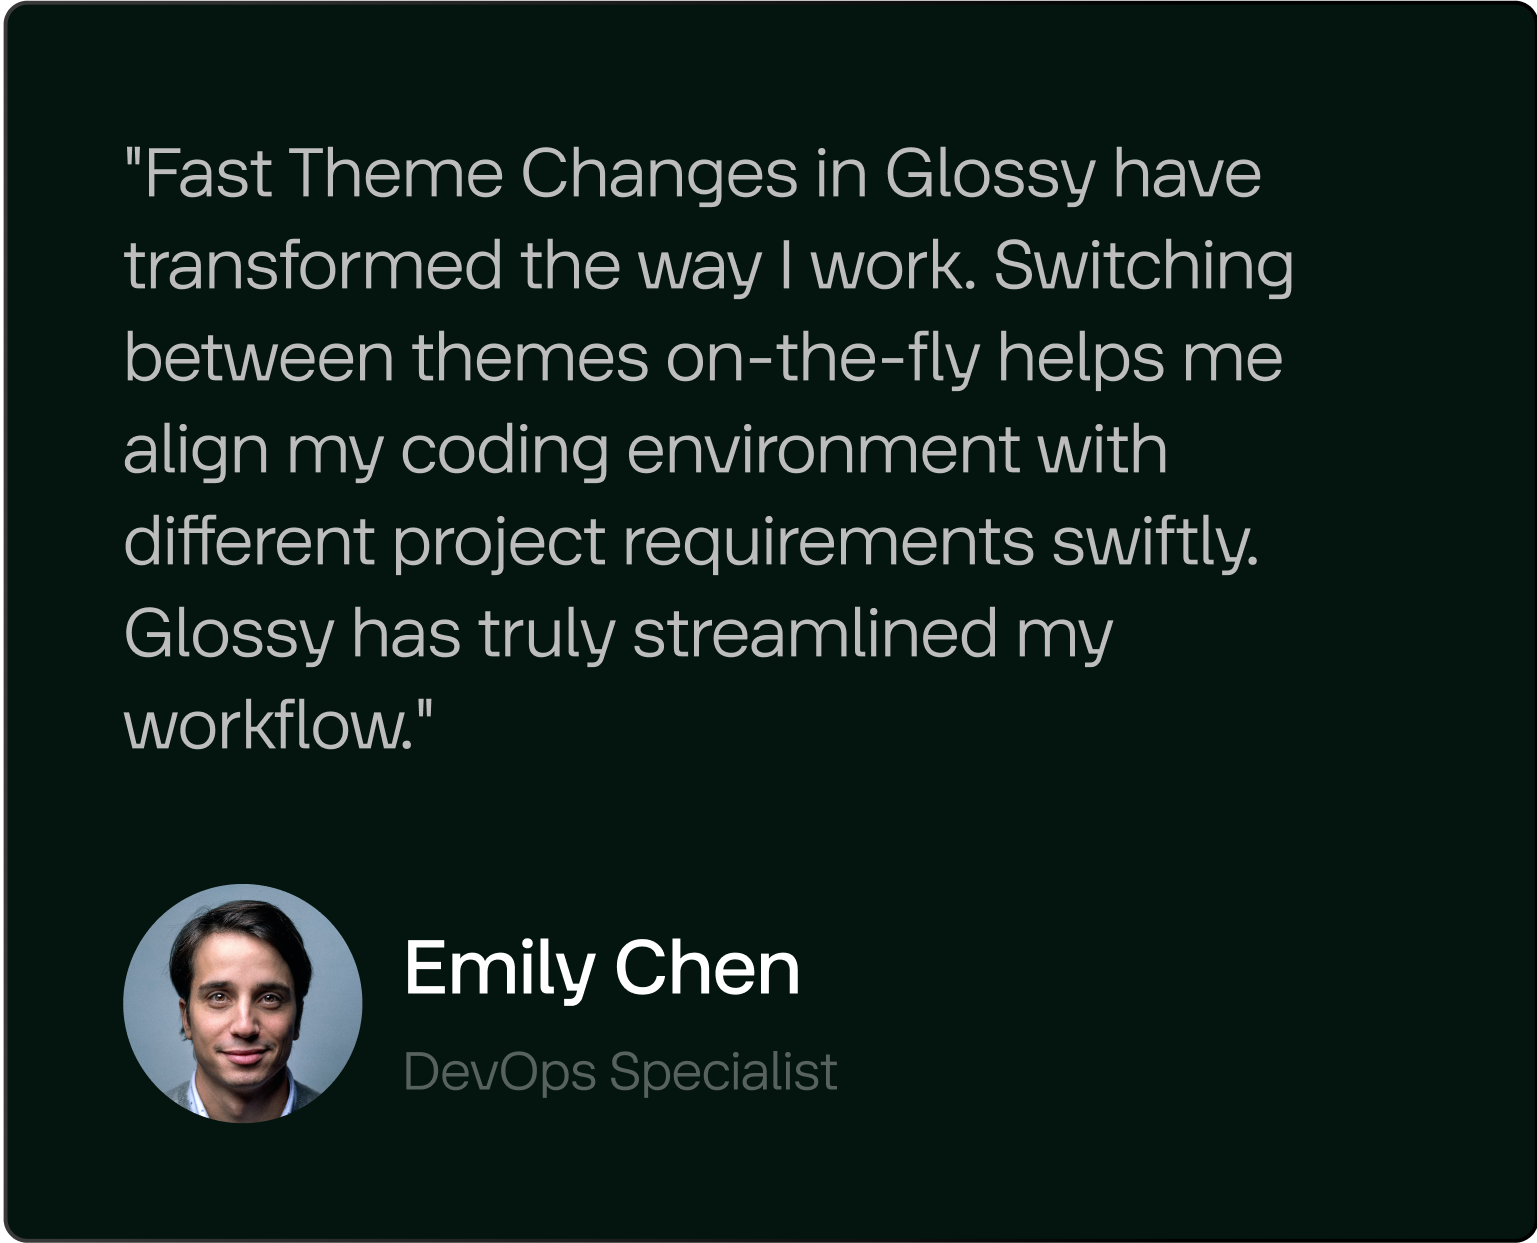 "Fast Theme Changes in Glossy have
transformed the way I work. Switching
between themes on-the-fly helps me
align my coding environment with
different project requirements swiftly.
Glossy has truly streamlined my
workflow."
Emily Chen
DevOps Specialist